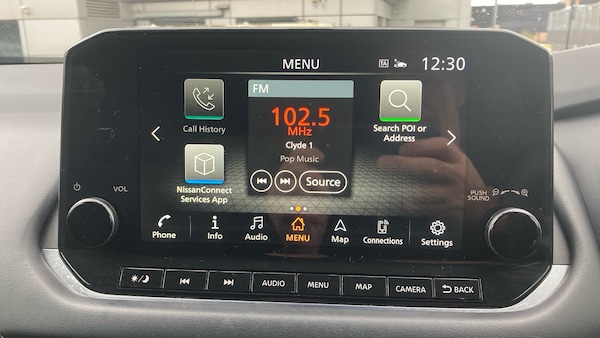 MENU
TA
12:30
Call History
FM
102.5
MHz
Clyde 1
Pop Music
Source
Search POI or
Address
NissanConnect
Services App
VOL
PUSH
SOUND
Phone
Info
Audio
MENU
Map
Connections
Settings
AUDIO
MENU
MAP
CAMERA
BACK